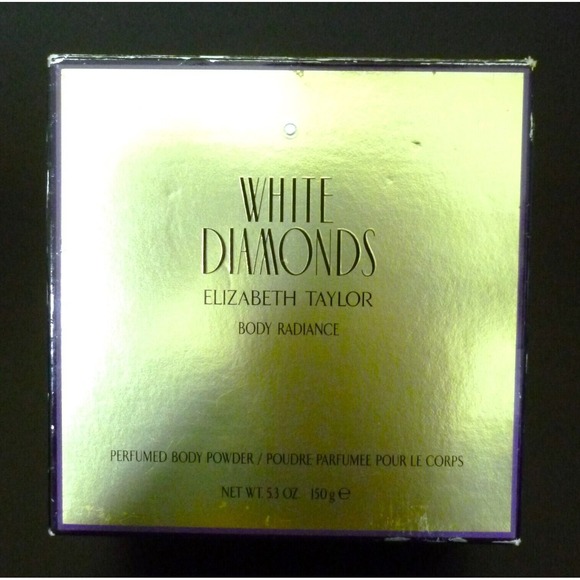 WHITE
DIAMONDS
ELIZABETH TAYLOR
BODY RADIANCE
PERFUMED BODY POWDER / POUDRE PARFUMEE POUR LE CORPS
NET WT. 5.3 OZ 150 g ℮